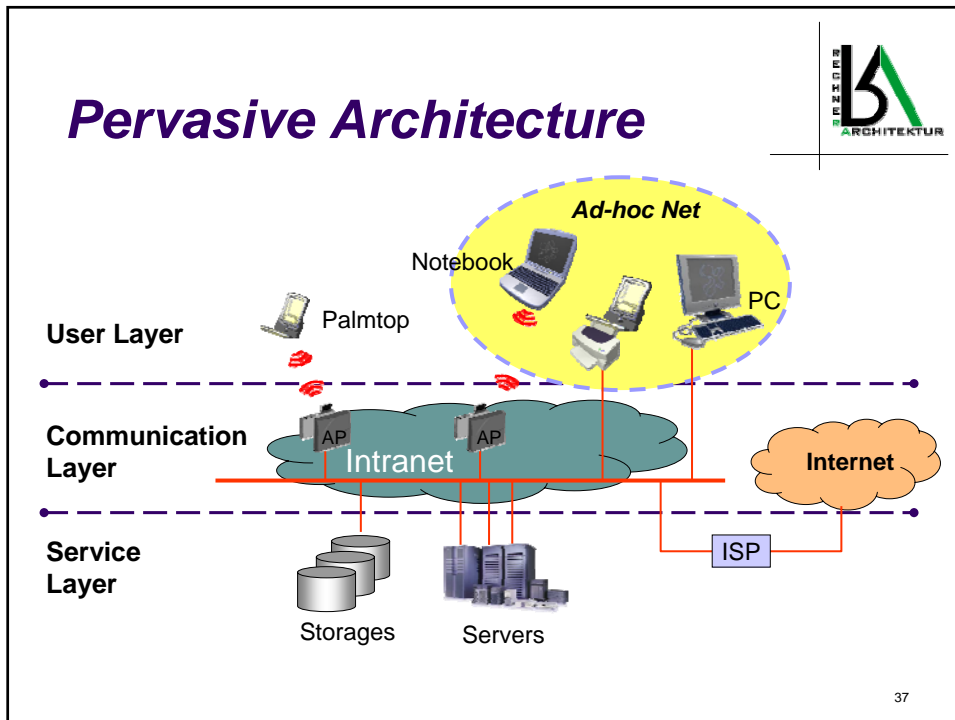 RECHNER
ARCHITEKTUR
Pervasive Architecture
Ad-hoc Net
Notebook
PC
Palmtop
User Layer
AP
AP
Communication
Layer
Intranet
Internet
Service
Layer
ISP
Storages
Servers
37